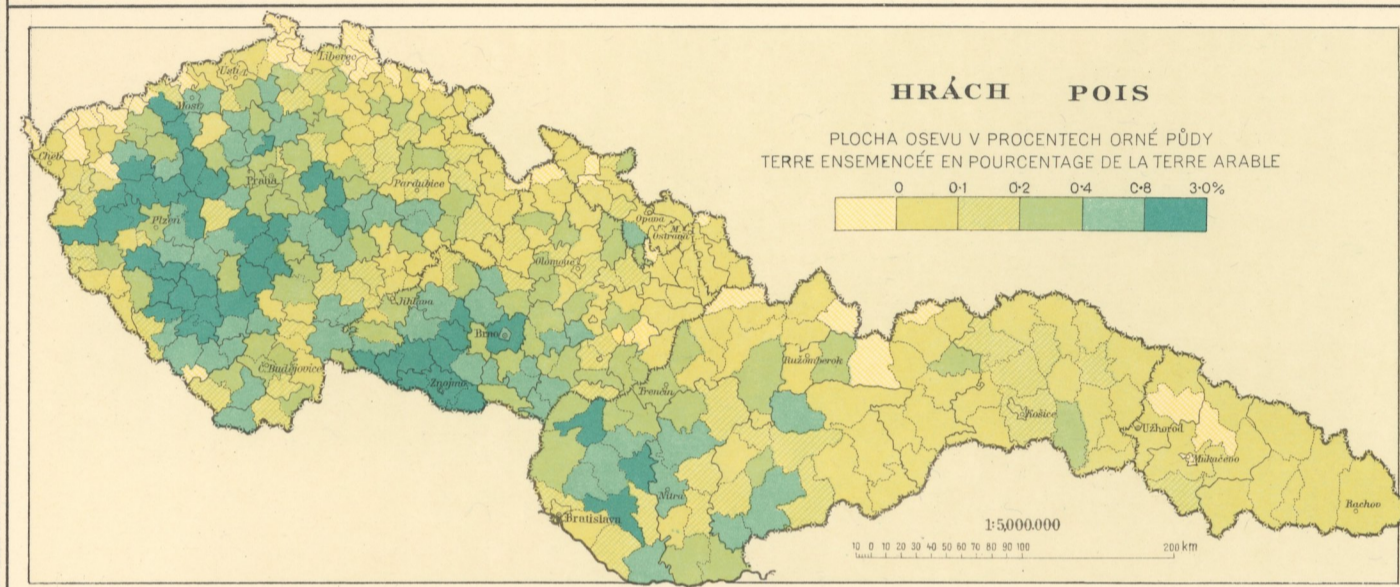 HRÁCH POIS
PLOCHA OSEVU V PROCENTECH ORNÉ PŮDY
TERRE ENSEMENCÉE EN POURCENTAGE DE LA TERRE ARABLE
0 0·1 0·2 0·4 0·8 3·0%
Liberec
Ústí
Most
Cheb
Praha
Pardubice
Plzeň
Opava
M. Ostrava
Olomouc
Jihlava
Brno
Č. Budějovice
Znojmo
Ružomberok
Trenčín
Košice
Užhorod
Mukačevo
Nitra
Bratislava
Rachov
1:5,000.000
10 0 10 20 30 40 50 60 70 80 90 100 200 km